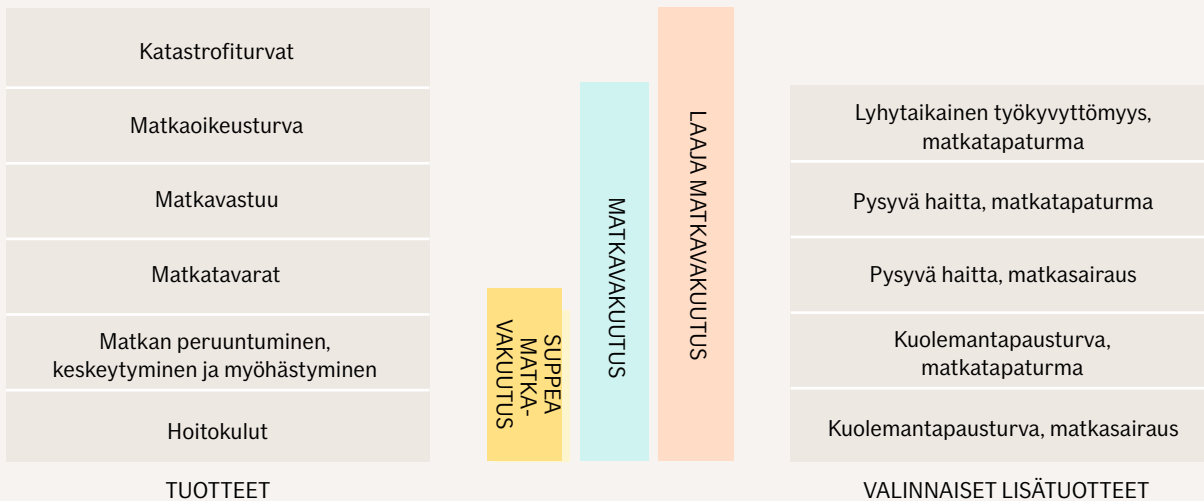 Katastrofiturvat
Matkaoikeusturva
Matkavastuu
Matkatavarat
Matkan peruuntuminen,
keskeytyminen ja myöhästyminen
Hoitokulut
TUOTTEET
SUPPEA
MATKA-
VAKUUTUS
MATKAVAKUUTUS
LAAJA MATKAVAKUUTUS
Lyhytaikainen työkyvyttömyys,
matkatapaturma
Pysyvä haitta, matkatapaturma
Pysyvä haitta, matkasairaus
Kuolemantapausturva,
matkatapaturma
Kuolemantapausturva, matkasairaus
VALINNAISET LISÄTUOTTEET